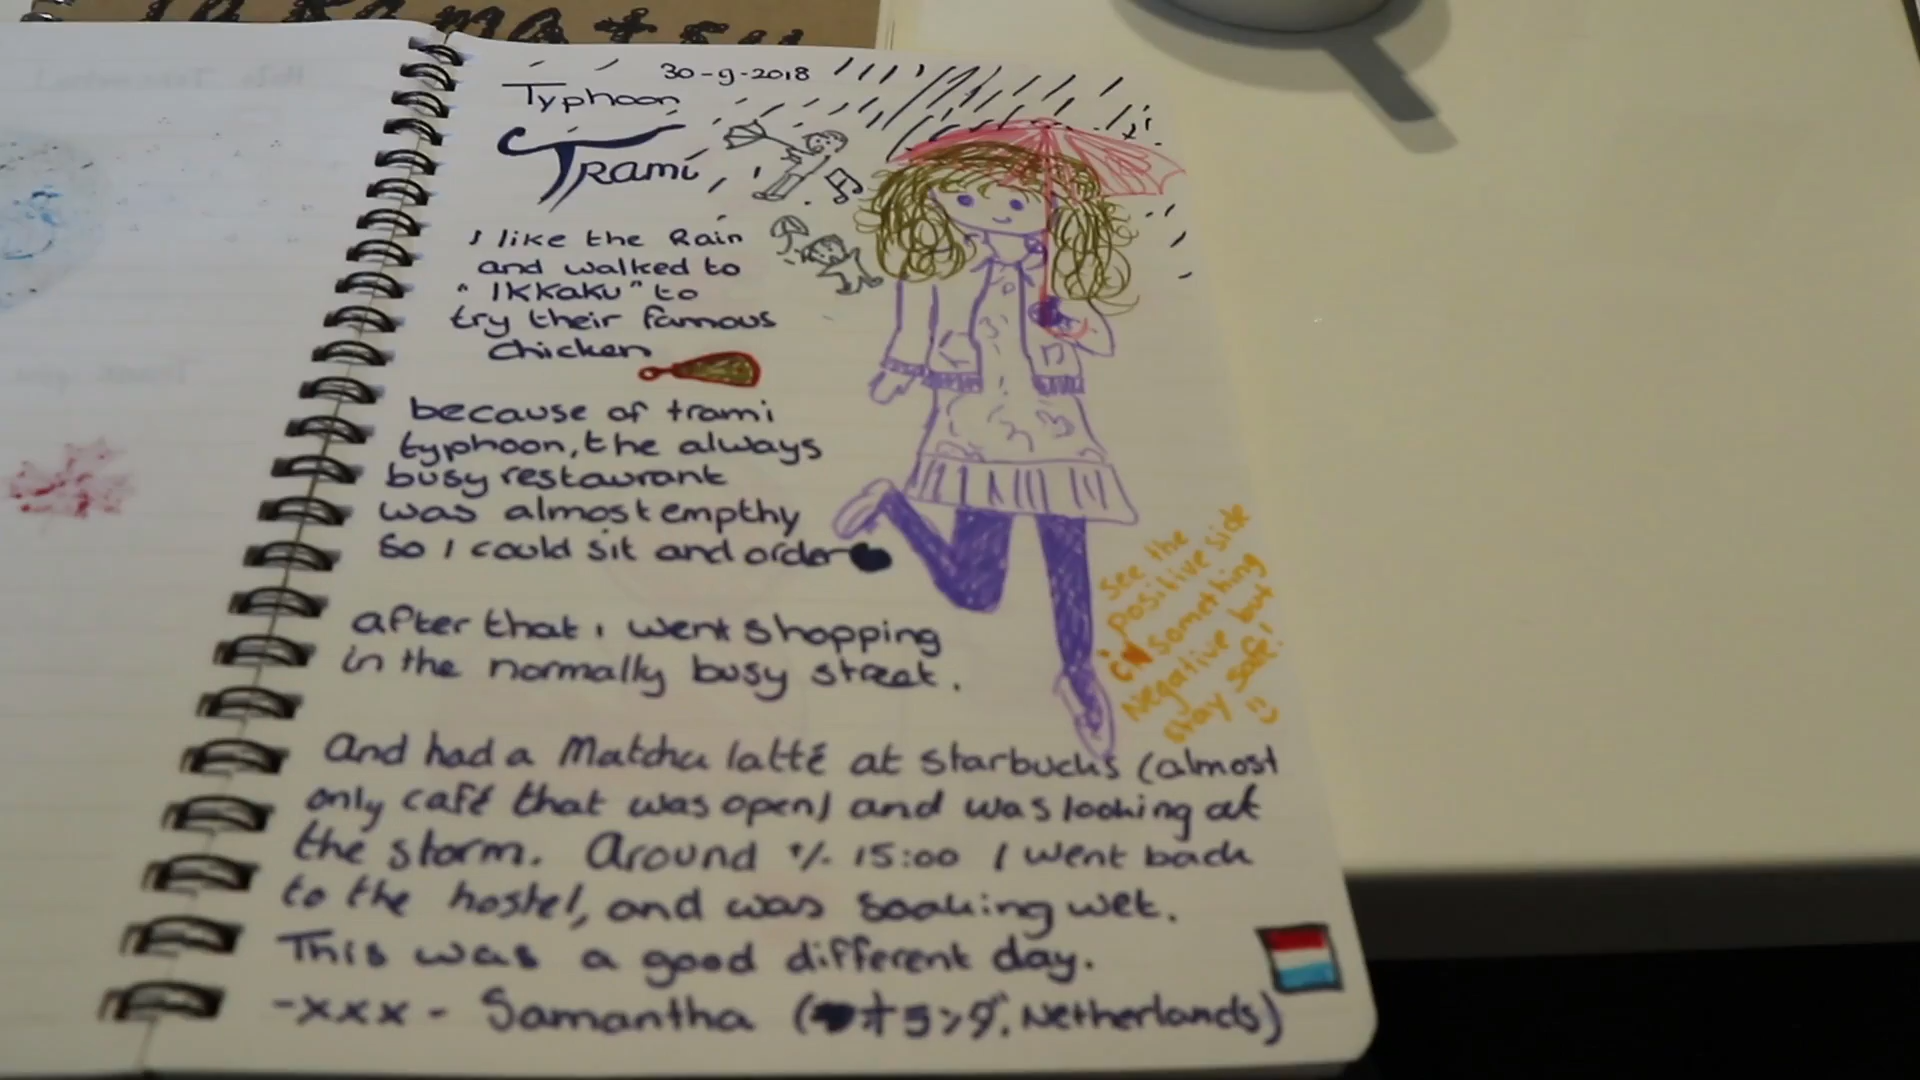 30-9-2018
Typhoon
Trami
I like the Rain
and walked to
"IKKaku" to
try their famous
chicken
because of trami
typhoon, the always
busy restaurant
was almost empthy
so I could sit and order
after that i went shopping
in the normally busy street.
See the
positive side
in something
Negative but
stay safe!
And had a Matcha latté at starbucks (almost
only café that was open) and was looking at
the storm. Around +/- 15:00 I went back
to the hostel, and was soaking wet.
This was a good different day.
-xxx- Samantha (オランダ, Netherlands)